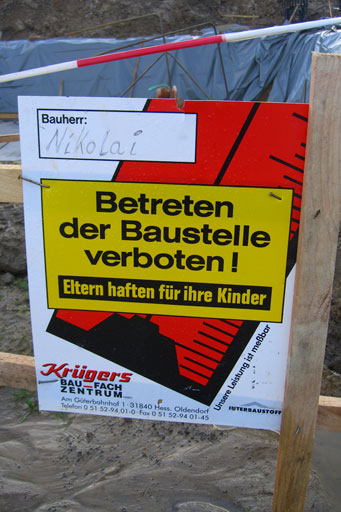 Bauherr:
Nikolai
Betreten
der Baustelle
verboten!
Eltern haften für ihre Kinder
Unsere Leistung ist meßbar
Krügers
BAU-FACH
ZENTRUM
Am Güterbahnhof 1 31840 Hess. Oldendorf
Telefon: 0 51 52-94 01-0 · Fax 0 51 52-94 01-45
GÜTERBAUSTOFF